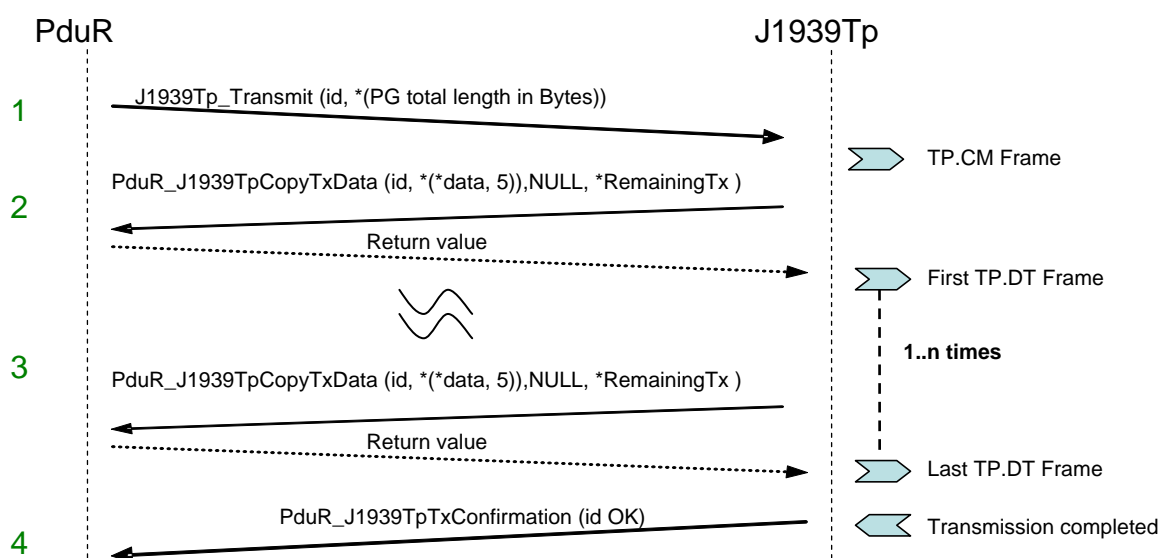 PduR
J1939Tp
1
J1939Tp_Transmit (id, *(PG total length in Bytes))
TP.CM Frame
PduR_J1939TpCopyTxData (id, *(*data, 5)),NULL, *RemainingTx )
2
Return value
First TP.DT Frame
1..n times
3
PduR_J1939TpCopyTxData (id, *(*data, 5)),NULL, *RemainingTx )
Return value
Last TP.DT Frame
PduR_J1939TpTxConfirmation (id OK)
Transmission completed
4